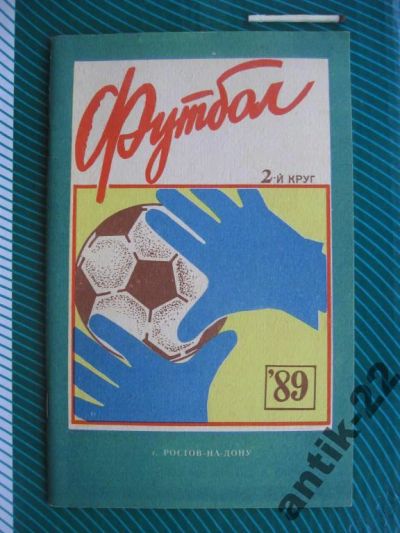 Футбол
2-й КРУГ
'89
г. РОСТОВ-НА-ДОНУ
antik-22